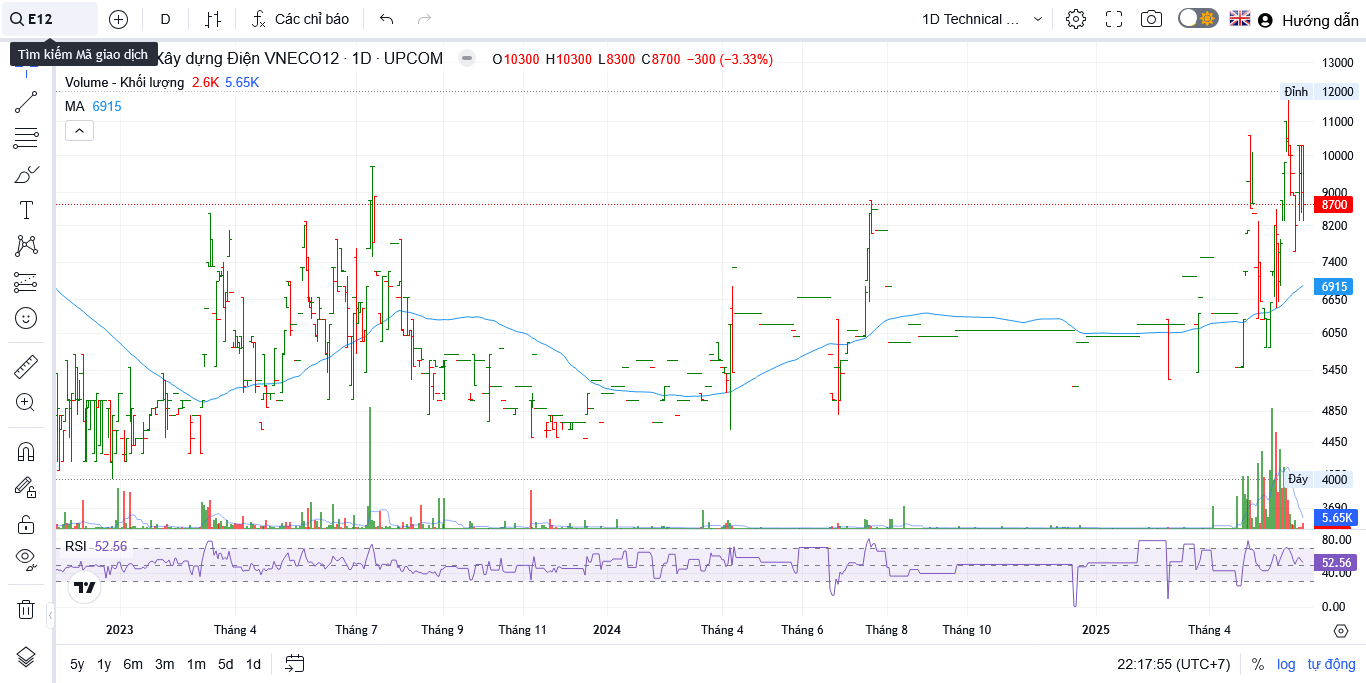 E12
D
Các chỉ báo
1D Technical ...
Hướng dẫn
Tìm kiếm Mã giao dịch
Xây dựng Điện VNECO12 · 1D · UPCOM
O10300 H10300 L8300 C8700 −300 (−3.33%)
Volume - Khối lượng 2.6K 5.65K
MA 6915
13000
Đỉnh 12000
11000
10000
9000
8700
8200
7400
6915
6650
6050
5450
4850
4450
Đáy 4000
3690
5.65K
RSI 52.56
80.00
52.56
40.00
0.00
2023
Tháng 4
Tháng 7
Tháng 9
Tháng 11
2024
Tháng 4
Tháng 6
Tháng 8
Tháng 10
2025
Tháng 4
5y 1y 6m 3m 1m 5d 1d
22:17:55 (UTC+7)
% log tự động